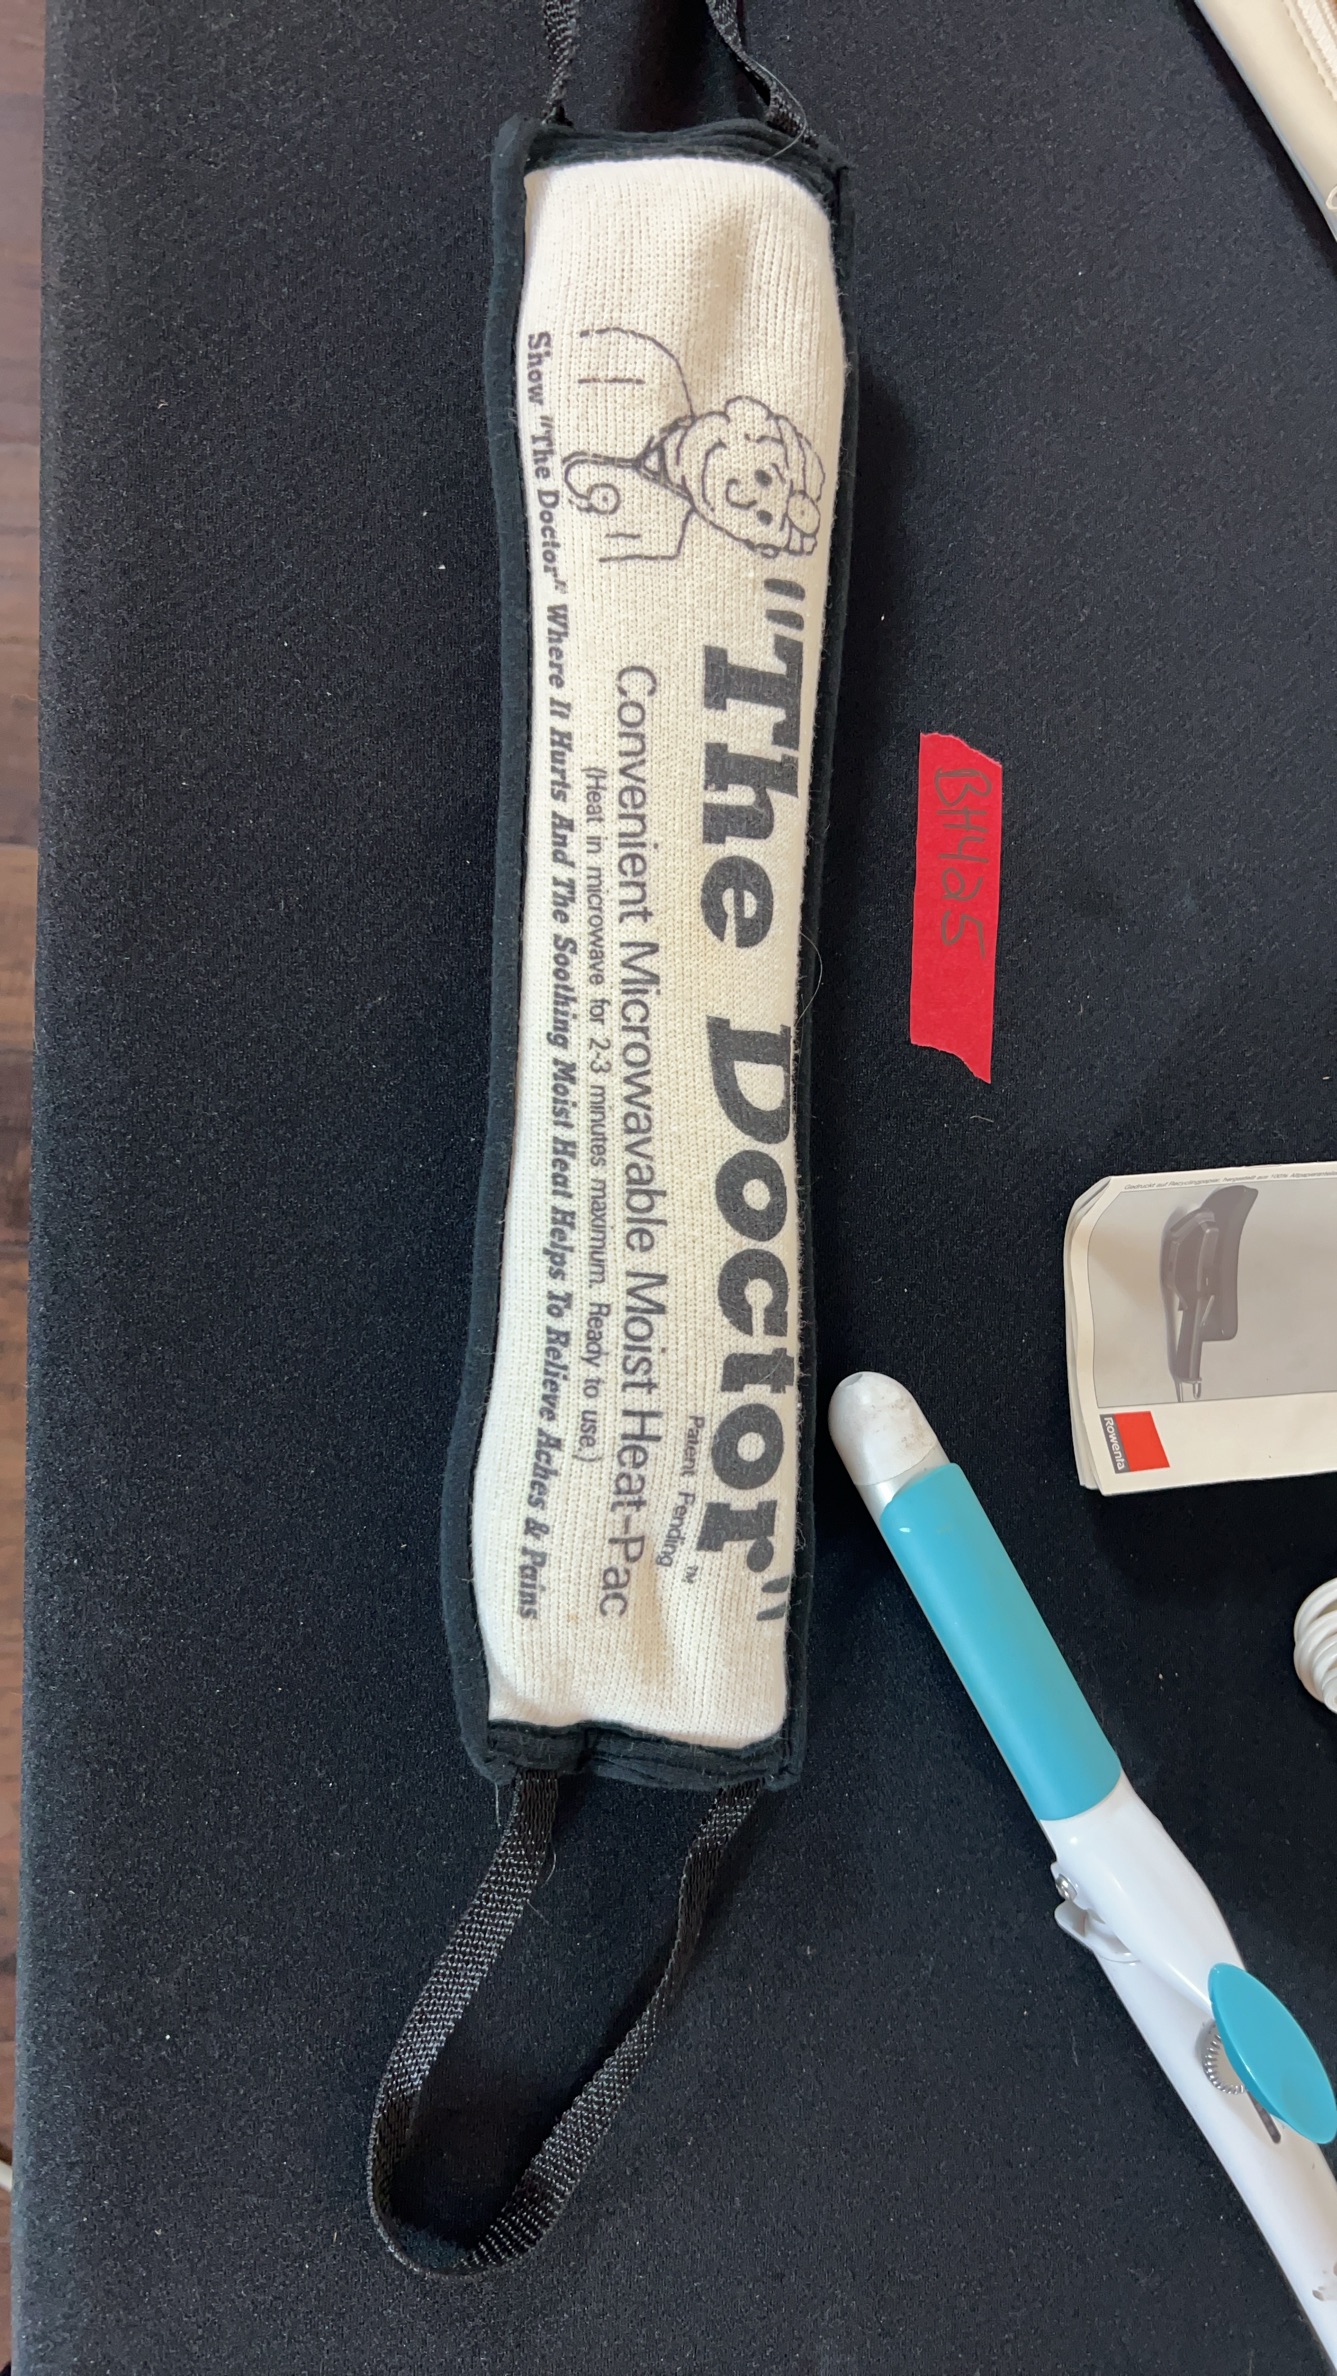 "The Doctor"
Patent Pending ™
Convenient Microwavable Moist Heat-Pac
(Heat in microwave for 2-3 minutes maximum. Ready to use.)
Show "The Doctor" Where It Hurts And The Soothing Moist Heat Helps To Relieve Aches & Pains
BH425
Rowenta